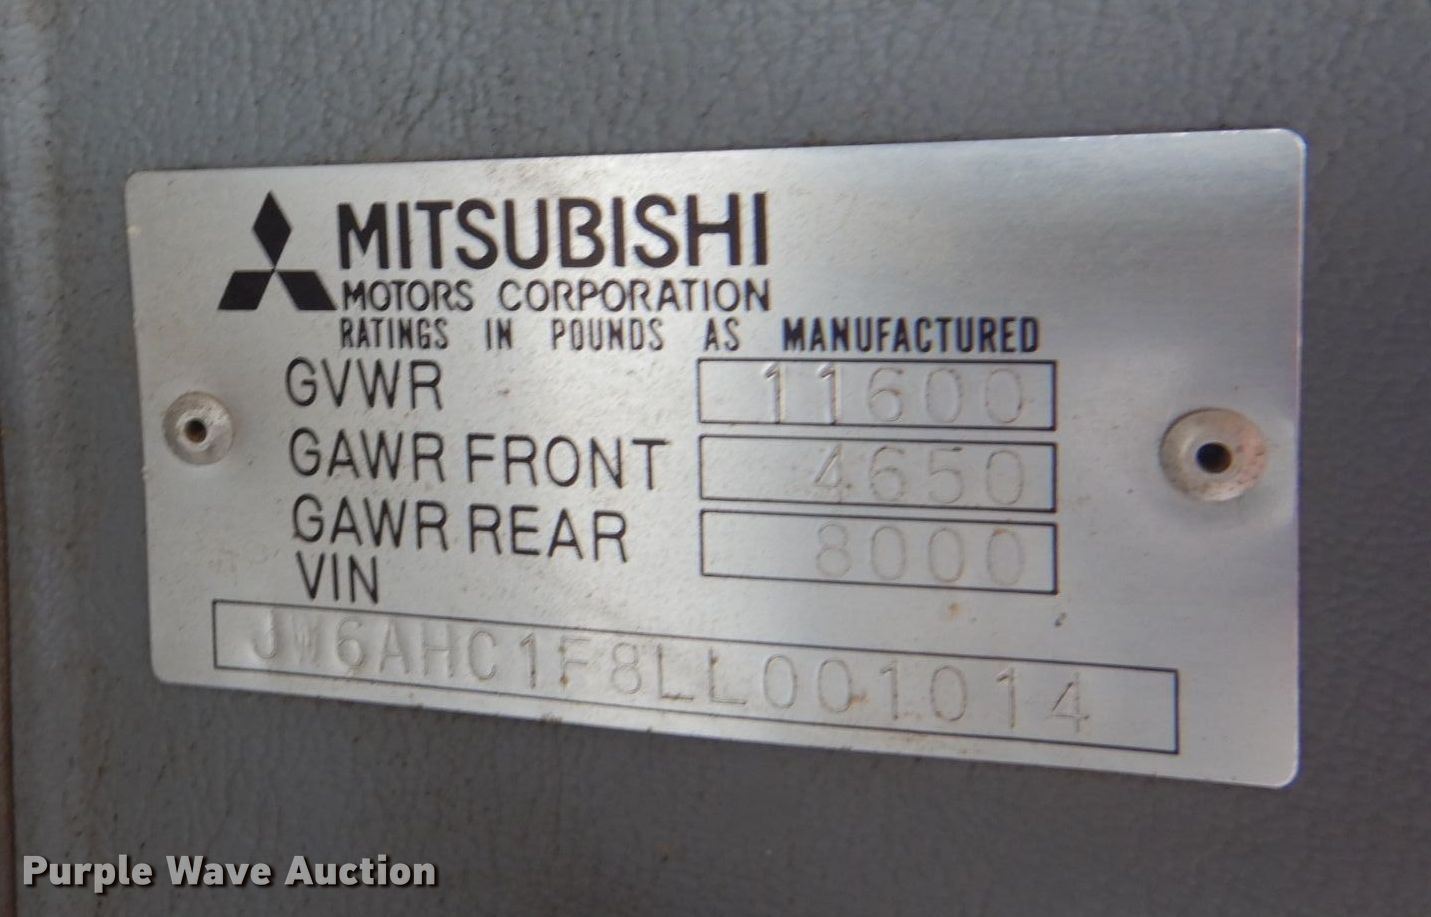 MITSUBISHI
MOTORS CORPORATION
RATINGS IN POUNDS AS MANUFACTURED
GVWR 11600
GAWR FRONT 4650
GAWR REAR 8000
VIN
JW6AHC1F8LL001014
Purple Wave Auction